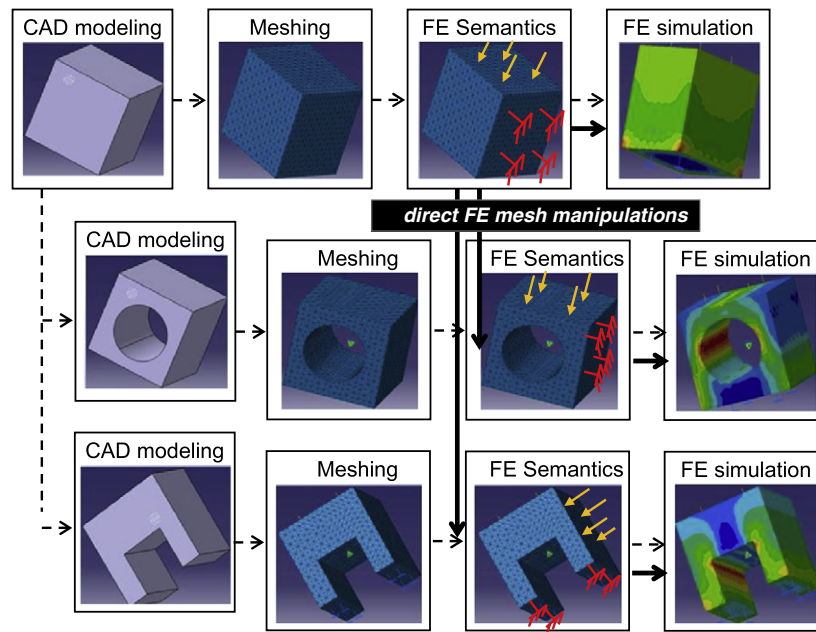 CAD modeling
Meshing
FE Semantics
FE simulation
direct FE mesh manipulations
CAD modeling
Meshing
FE Semantics
FE simulation
CAD modeling
Meshing
FE Semantics
FE simulation